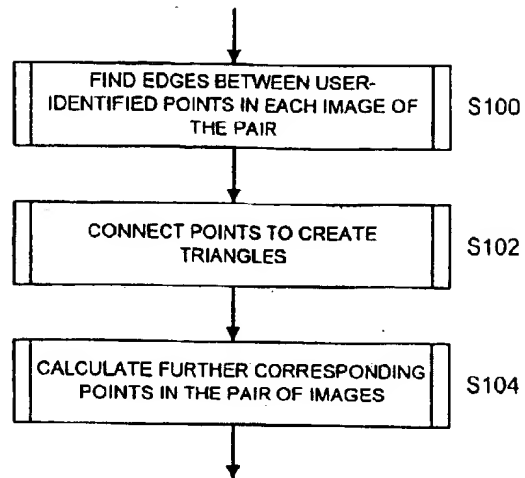 FIND EDGES BETWEEN USER-
IDENTIFIED POINTS IN EACH IMAGE OF
THE PAIR
S100
CONNECT POINTS TO CREATE
TRIANGLES
S102
CALCULATE FURTHER CORRESPONDING
POINTS IN THE PAIR OF IMAGES
S104